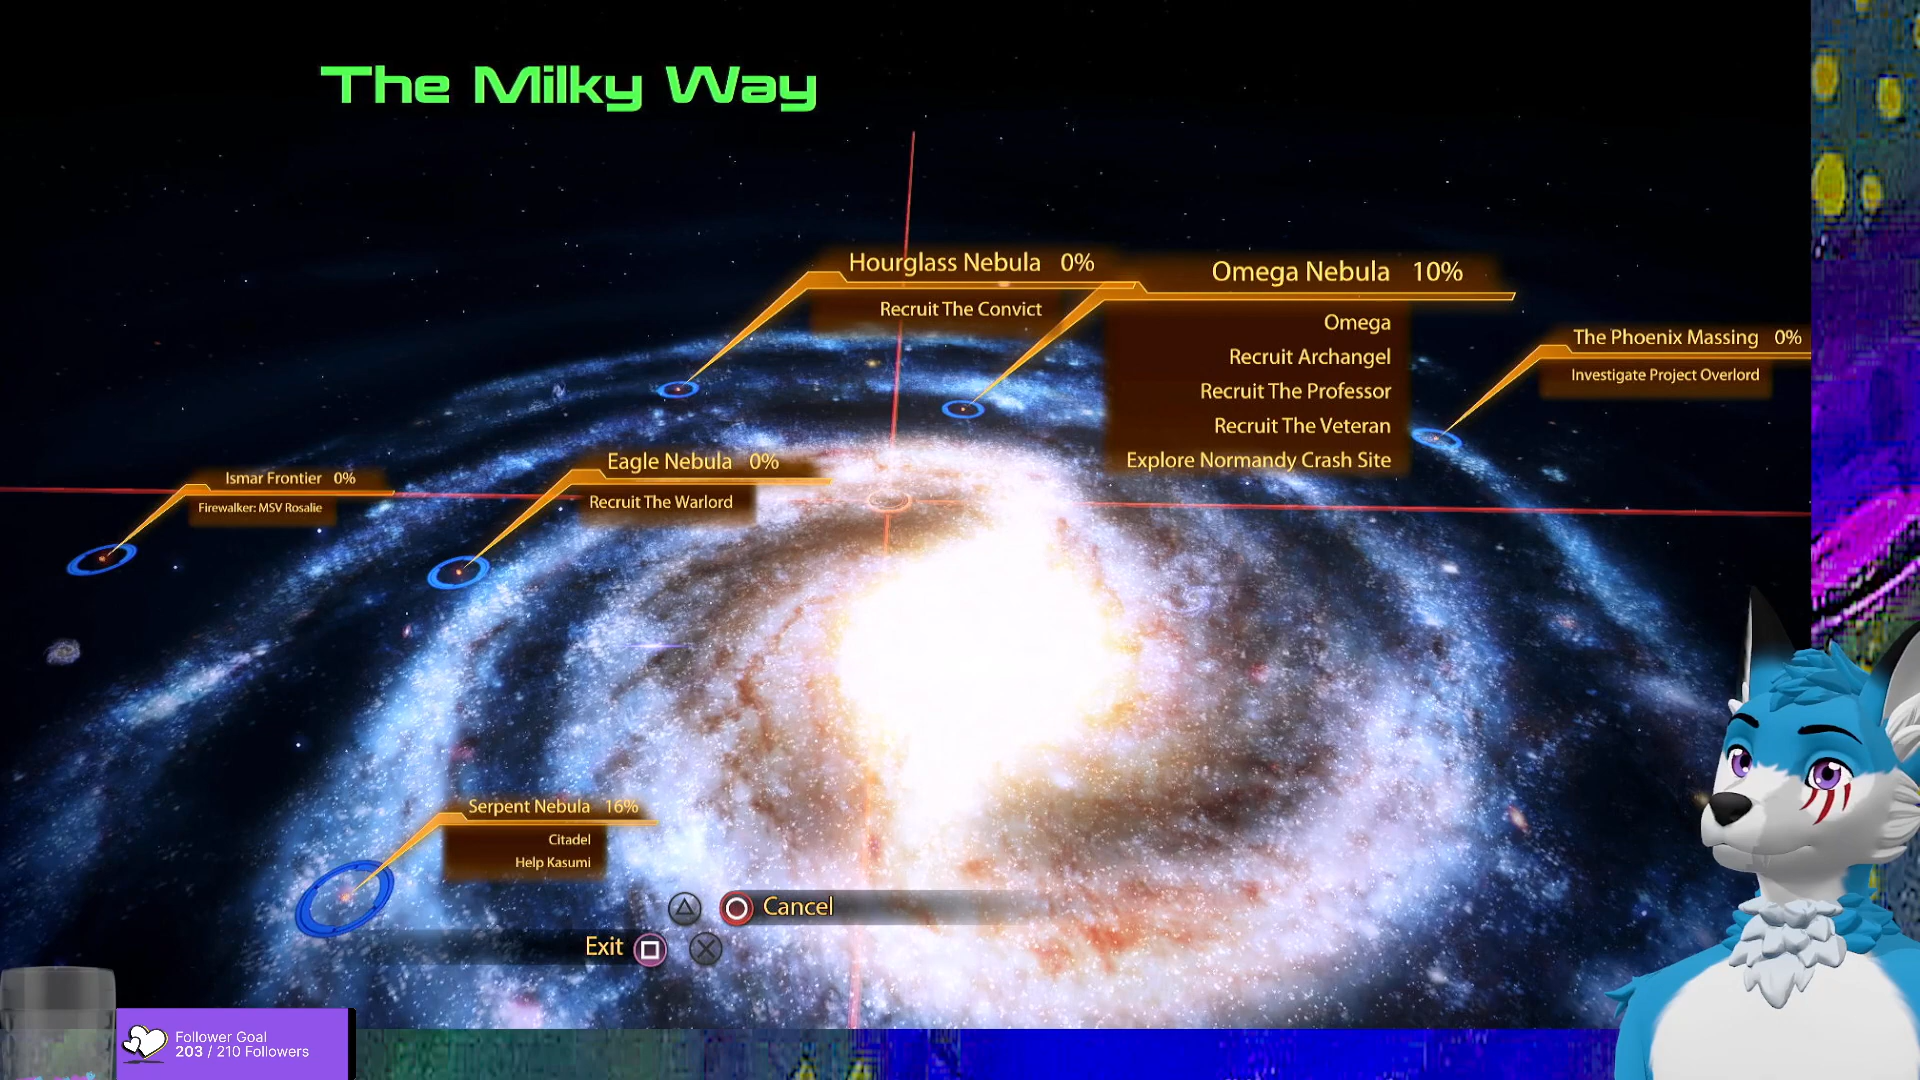 The Milky Way
Hourglass Nebula 0%
Recruit The Convict
Omega Nebula 10%
Omega
Recruit Archangel
Recruit The Professor
Recruit The Veteran
Explore Normandy Crash Site
The Phoenix Massing 0%
Investigate Project Overlord
Ismar Frontier 0%
Firewalker: MSV Rosalie
Eagle Nebula 0%
Recruit The Warlord
Serpent Nebula 16%
Citadel
Help Kasumi
Cancel
Exit
Follower Goal
203 / 210 Followers